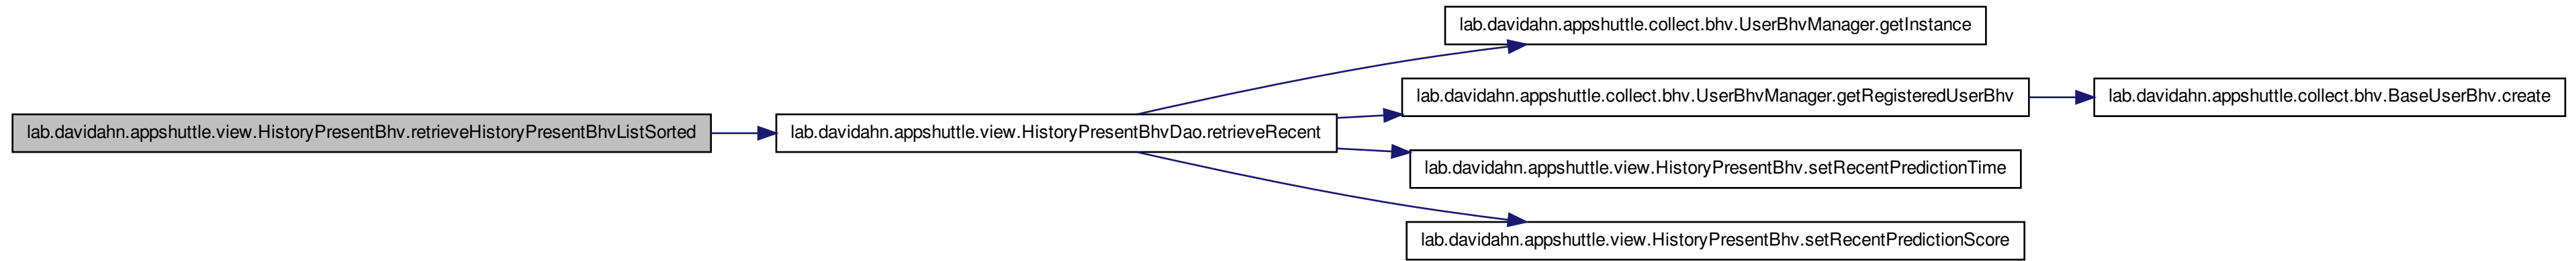 lab.davidahn.appshuttle.view.HistoryPresentBhv.retrieveHistoryPresentBhvListSorted
lab.davidahn.appshuttle.view.HistoryPresentBhvDao.retrieveRecent
lab.davidahn.appshuttle.collect.bhv.UserBhvManager.getInstance
lab.davidahn.appshuttle.collect.bhv.UserBhvManager.getRegisteredUserBhv
lab.davidahn.appshuttle.collect.bhv.BaseUserBhv.create
lab.davidahn.appshuttle.view.HistoryPresentBhv.setRecentPredictionTime
lab.davidahn.appshuttle.view.HistoryPresentBhv.setRecentPredictionScore